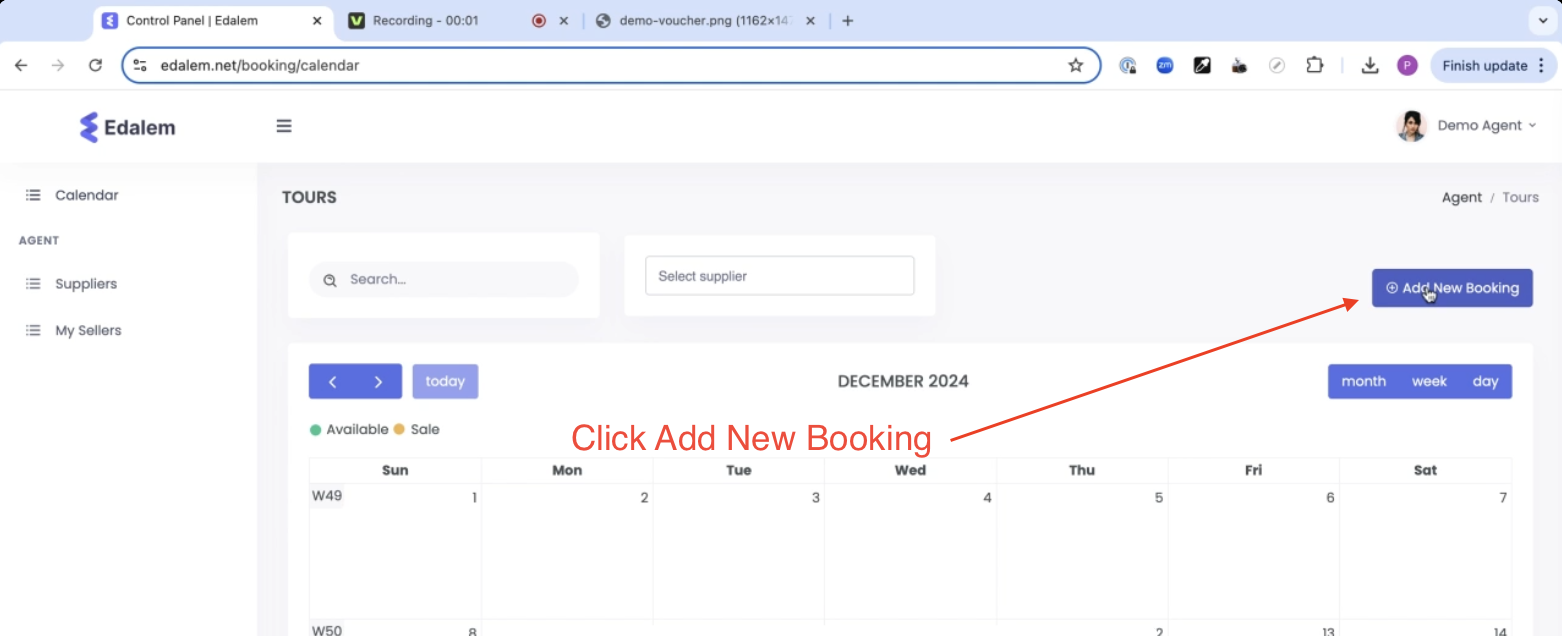 Control Panel | Edalem
Recording - 00:01
demo-voucher.png (1162×147
edalem.net/booking/calendar
zm
P
Finish update
Edalem
Demo Agent
Calendar
TOURS
Agent / Tours
AGENT
Search...
Select supplier
Suppliers
Add New Booking
My Sellers
today
DECEMBER 2024
month week day
Available Sale
Click Add New Booking
Sun Mon Tue Wed Thu Fri Sat
W49 1 2 3 4 5 6 7
W50 8 2 13 14